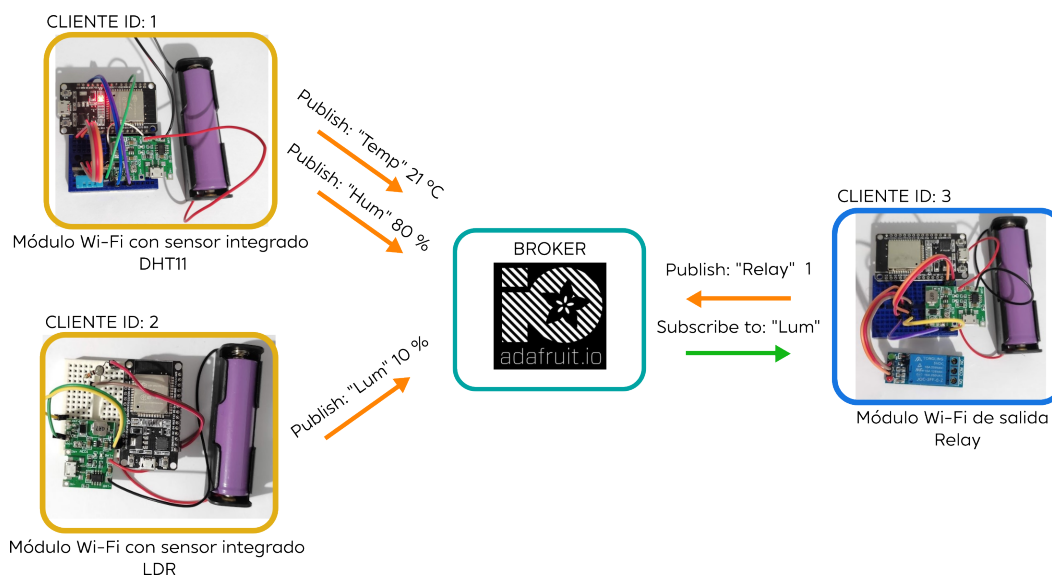 CLIENTE ID: 1
Módulo Wi-Fi con sensor integrado
DHT11
Publish: "Temp" 21 ºC
Publish: "Hum" 80 %
CLIENTE ID: 2
Módulo Wi-Fi con sensor integrado
LDR
Publish: "Lum" 10 %
BROKER
adafruit.io
Publish: "Relay" 1
Subscribe to: "Lum"
CLIENTE ID: 3
Módulo Wi-Fi de salida
Relay